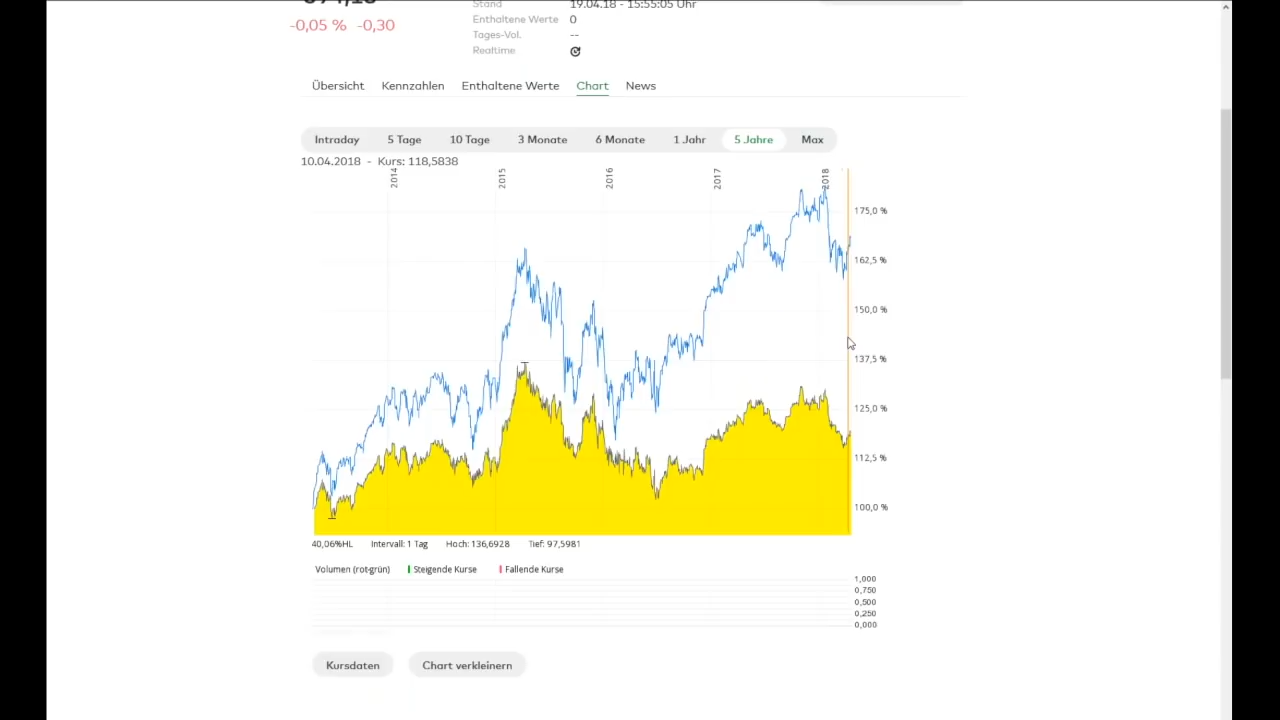 Stand 19.04.18 - 15:55:05 Uhr
-0,05 % -0,30
Enthaltene Werte 0
Tages-Vol. --
Realtime
Übersicht Kennzahlen Enthaltene Werte Chart News
Intraday 5 Tage 10 Tage 3 Monate 6 Monate 1 Jahr 5 Jahre Max
10.04.2018 - Kurs: 118,5838
2014 2015 2016 2017 2018
175,0 %
162,5 %
150,0 %
137,5 %
125,0 %
112,5 %
100,0 %
40,06%HL Intervall: 1 Tag Hoch: 136,6928 Tief: 97,5981
Volumen (rot-grün) Steigende Kurse Fallende Kurse
1,000
0,750
0,500
0,250
0,000
Kursdaten Chart verkleinern